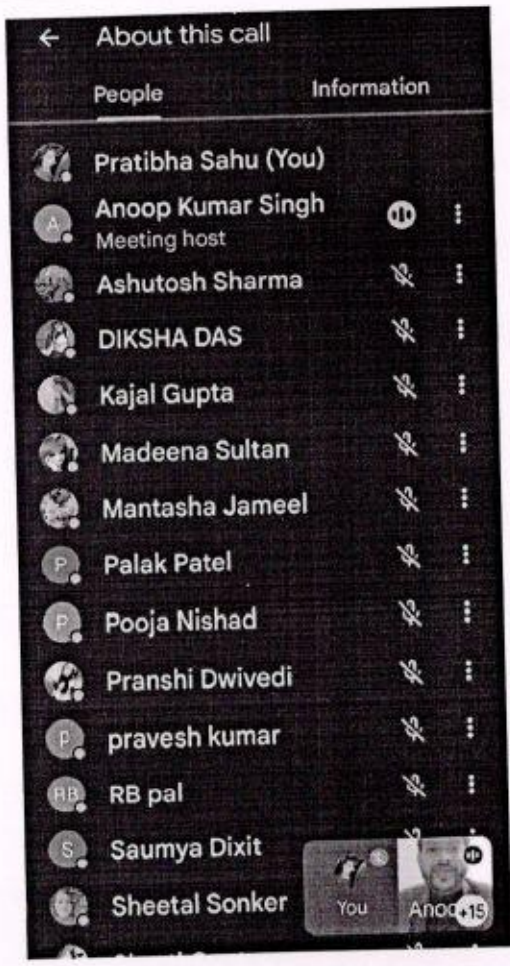 ← About this call
People Information
Pratibha Sahu (You)
A Anoop Kumar Singh
Meeting host
Ashutosh Sharma
DIKSHA DAS
Kajal Gupta
Madeena Sultan
Mantasha Jameel
P Palak Patel
P Pooja Nishad
Pranshi Dwivedi
p pravesh kumar
RB RB pal
S Saumya Dixit
Sheetal Sonker
You Anoo +15